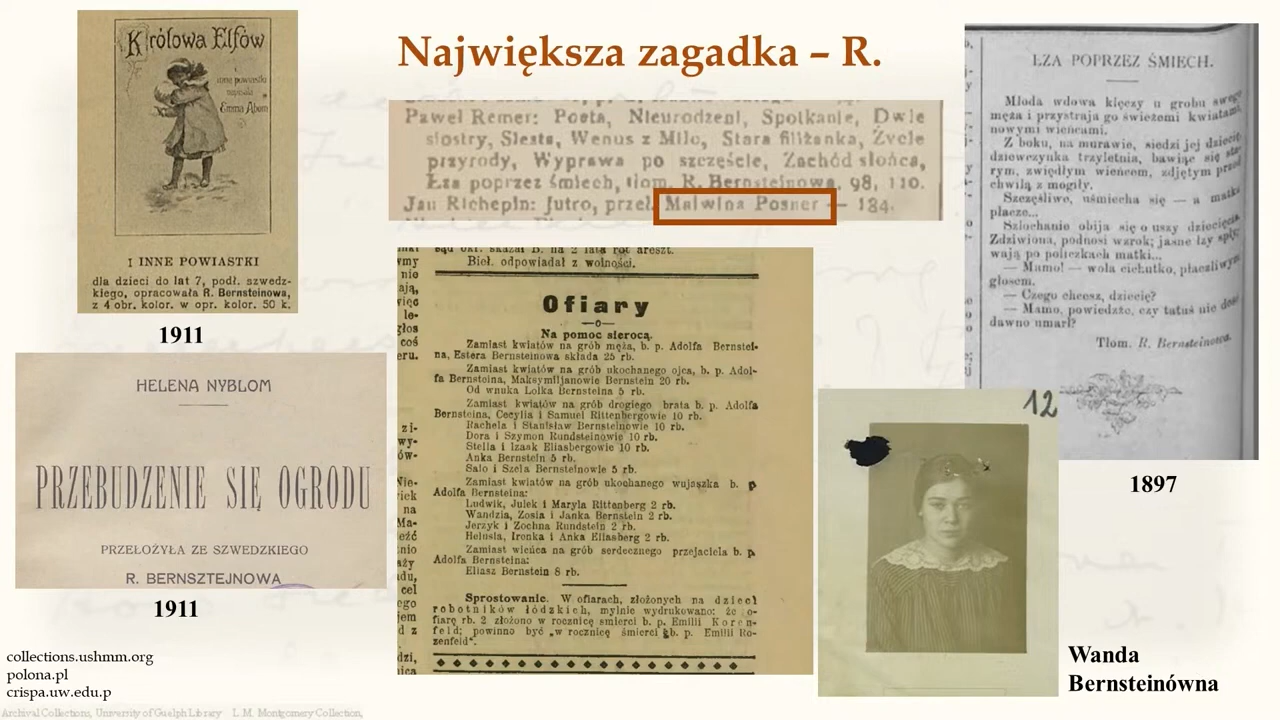 Największa zagadka – R.
Królowa Elfów
i inne powiastki
napisała
Emma Abom
I INNE POWIASTKI
dla dzieci do lat 7, podł. szwedz-
kiego, opracowała R. Bernsteinowa,
z 4 obr. kolor. w opr. kolor. 50 k.
1911
HELENA NYBLOM
PRZEBUDZENIE SIĘ OGRODU
PRZEŁOŻYŁA ZE SZWEDZKIEGO
R. BERNSZTEJNOWA
1911
collections.ushmm.org
polona.pl
crispa.uw.edu.p
Archival Collections, University of Guelph Library L. M. Montgomery Collection,
Paweł Remer: Poeta, Nieurodzeni, Spotkanie, Dwie
siostry, Siesta, Wenus z Milo, Stara filiżanka, Życie
przyrody, Wyprawa po szczęście, Zachód słońca,
Łza poprzez śmiech, tłom. R. Bernsteinowa, 98, 110.
Jan Richepin: Jutro, przeł. Malwina Posner — 184.
Bieł. odpowiadał z wolności.
Ofiary
Na pomoc sierocą.
Zamiast kwiatów na grób męża, b. p. Adolfa Bernstei-
na, Estera Bernsteinowa składa 25 rb.
Zamiast kwiatów na grób ukochanego ojca, b. p. Adol-
fa Bernsteina, Maksymiljanowie Bernstein 20 rb.
Od wnuka Lolka Bernsteina 5 rb.
Zamiast kwiatów na grób drogiego brata b. p. Adolfa
Bernsteina, Cecylia i Samuel Rittenbergowie 10 rb.
Rachela i Stanisław Bernsteinowie 10 rb.
Dora i Szymon Rundsteinowie 10 rb.
Stella i Izaak Eliasbergowie 10 rb.
Anka Bernstein 5 rb.
Salo i Szela Bernsteinowie 5 rb.
Zamiast kwiatów na grób ukochanego wujaszka b. p.
Adolfa Bernsteina:
Ludwik, Julek i Maryla Rittenberg 2 rb.
Wandzia, Zosia i Janka Bernstein 2 rb.
Jerzyk i Zochna Rundstein 2 rb.
Helusia, Irenka i Anka Eliasberg 2 rb.
Zamiast wieńca na grób serdecznego przejaciela b. p.
Adolfa Bernsteina:
Eliasz Bernstein 8 rb.
Sprostowanie. W ofiarach, złożonych na dzieci
robotników łódzkich, mylnie wydrukowano: że o-
fiarę rb. 2 złożono w rocznicę śmierci b. p. Emilii Koren-
feld; powinno być „w rocznicę śmierci b. p. Emilii Ro-
zenfeld".
ŁZA POPRZEZ ŚMIECH.
Młoda wdowa klęczy u grobu swego
męża i przystraja go świeżemi kwiatami,
nowymi wieńcami.
Z boku, na murawie, siedzi jej dziecię,
dziewczynka trzyletnia, bawiąc się sta-
rym, zwiędłym wieńcem, zdjętym przed
chwilą z mogiły.
Szczęśliwe, uśmiecha się — a matka
płacze...
Szlochanie obija się o uszy dziecięcia.
Zdziwiona, podnosi wzrok; jasne łzy spły-
wają po policzkach matki...
— Mamo! — woła cichutko, płaczliwym
głosem.
— Czego chcesz, dziecię?
— Mamo, powiedzże, czy tatuś nie dość
dawno umarł?
Tłom. R. Bernsteinowa.
1897
12
Wanda
Bernsteinówna